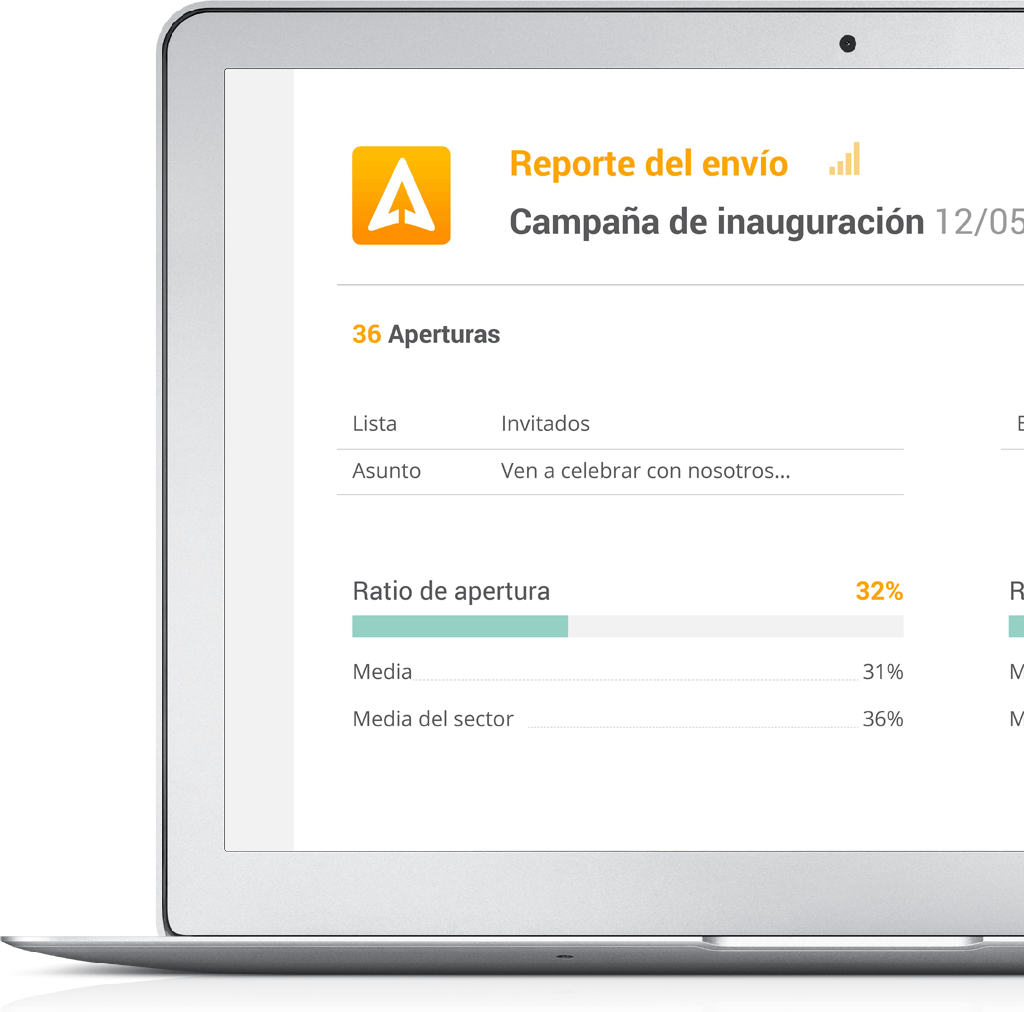 Reporte del envío
Campaña de inauguración 12/05
36 Aperturas
Lista Invitados
Asunto Ven a celebrar con nosotros...
Ratio de apertura 32%
Media 31%
Media del sector 36%